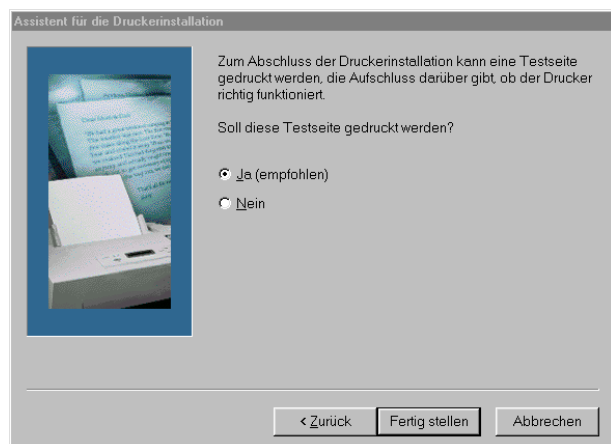 Assistent für die Druckerinstallation
Zum Abschluss der Druckerinstallation kann eine Testseite
gedruckt werden, die Aufschluss darüber gibt, ob der Drucker
richtig funktioniert.
Soll diese Testseite gedruckt werden?
Ja (empfohlen)
Nein
< Zurück
Fertig stellen
Abbrechen